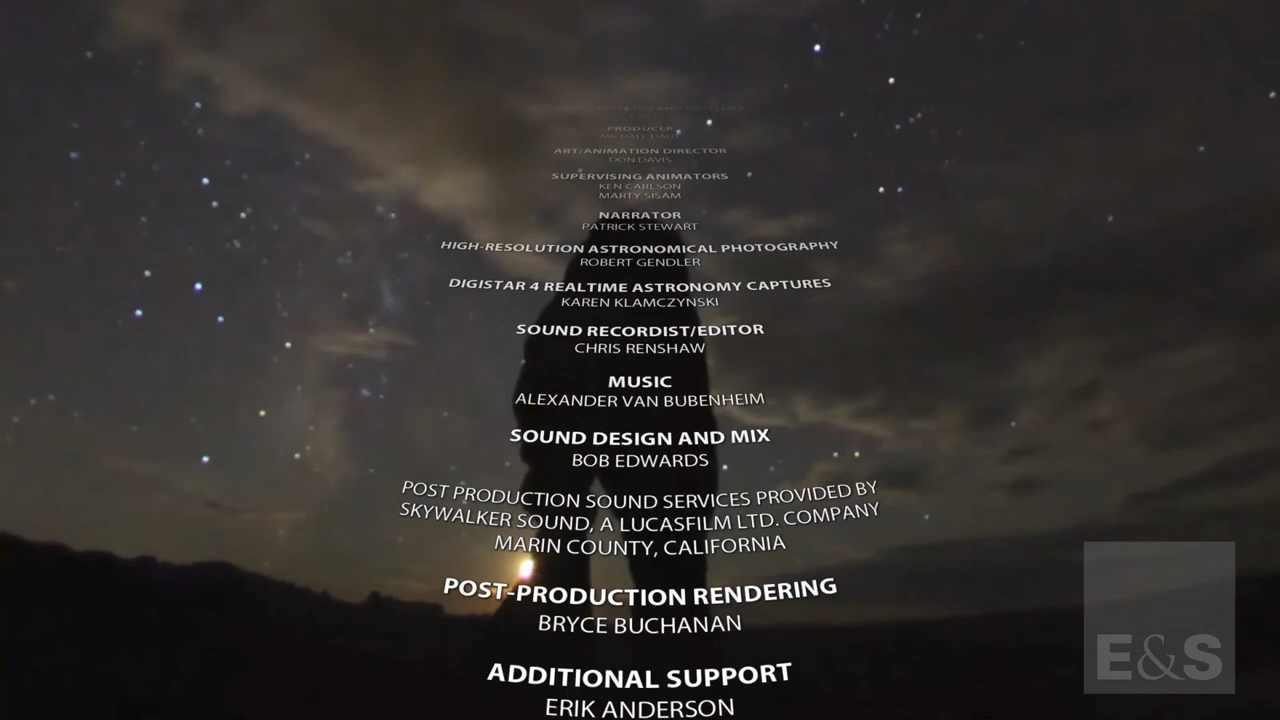 PRODUCER
MICHAEL DAUT
ART/ANIMATION DIRECTOR
DON DAVIS
SUPERVISING ANIMATORS
KEN CARLSON
MARTY SISAM
NARRATOR
PATRICK STEWART
HIGH-RESOLUTION ASTRONOMICAL PHOTOGRAPHY
ROBERT GENDLER
DIGISTAR 4 REALTIME ASTRONOMY CAPTURES
KAREN KLAMCZYNSKI
SOUND RECORDIST/EDITOR
CHRIS RENSHAW
MUSIC
ALEXANDER VAN BUBENHEIM
SOUND DESIGN AND MIX
BOB EDWARDS
POST PRODUCTION SOUND SERVICES PROVIDED BY
SKYWALKER SOUND, A LUCASFILM LTD. COMPANY
MARIN COUNTY, CALIFORNIA
POST-PRODUCTION RENDERING
BRYCE BUCHANAN
ADDITIONAL SUPPORT
ERIK ANDERSON
E&S